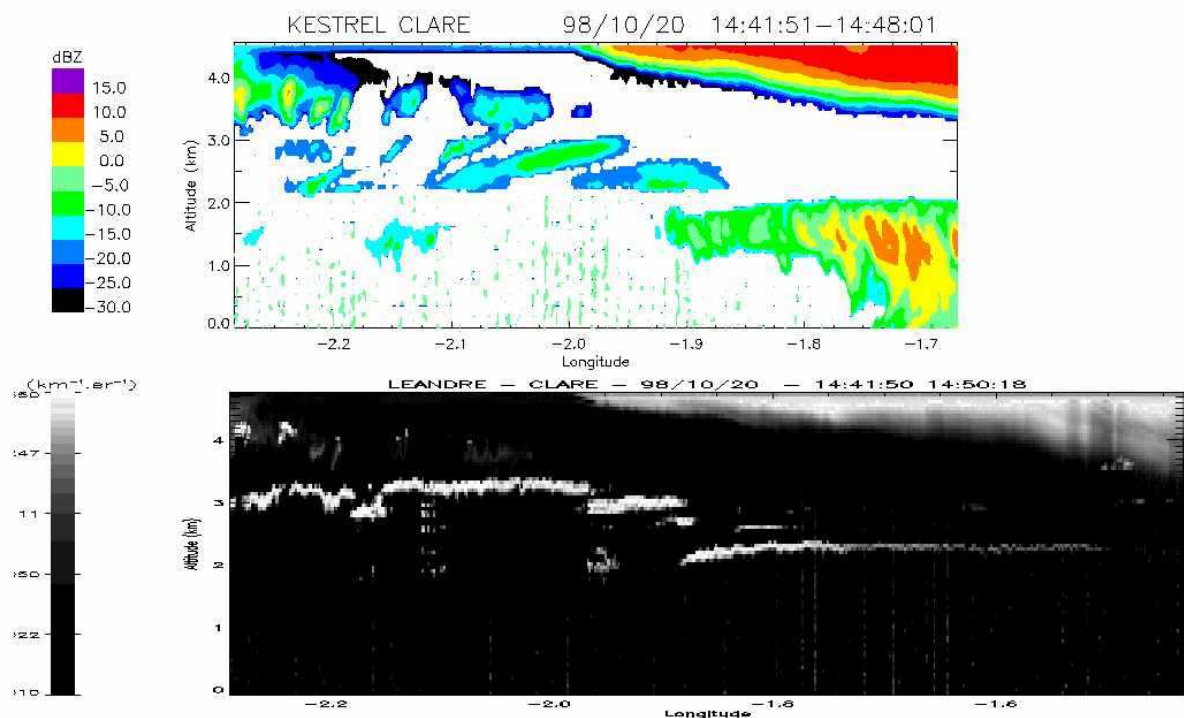 KESTREL CLARE 98/10/20 14:41:51-14:48:01
dBZ
15.0
10.0
5.0
0.0
-5.0
-10.0
-15.0
-20.0
-25.0
-30.0
4.0
3.0
2.0
1.0
0.0
Altitude (km)
-2.2 -2.1 -2.0 -1.9 -1.8 -1.7
Longitude
(km⁻¹.sr⁻¹) LEANDRE - CLARE - 98/10/20 - 14:41:50 14:50:18
4
3
2
1
0
Altitude (km)
-2.2 -2.0 -1.8 -1.6
Longitude